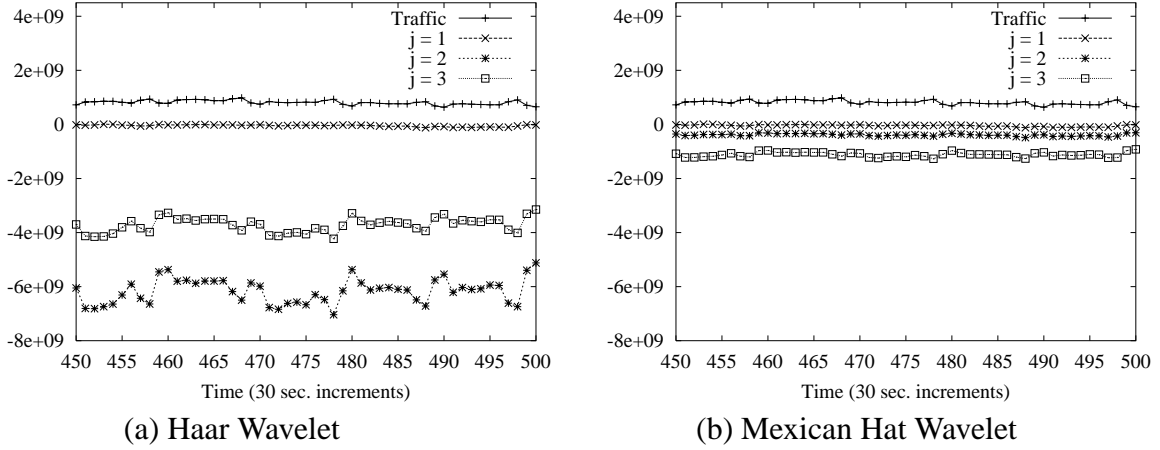 4e+09
2e+09
0
-2e+09
-4e+09
-6e+09
-8e+09
Traffic
j = 1
j = 2
j = 3
450 455 460 465 470 475 480 485 490 495 500
Time (30 sec. increments)
(a) Haar Wavelet
4e+09
2e+09
0
-2e+09
-4e+09
-6e+09
-8e+09
Traffic
j = 1
j = 2
j = 3
450 455 460 465 470 475 480 485 490 495 500
Time (30 sec. increments)
(b) Mexican Hat Wavelet